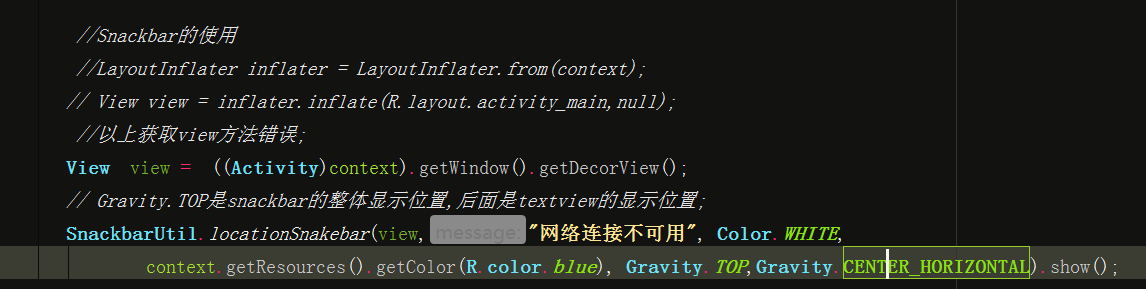 //Snackbar的使用
//LayoutInflater inflater = LayoutInflater.from(context);
// View view = inflater.inflate(R.layout.activity_main,null);
//以上获取view方法错误;
View  view =  ((Activity)context).getWindow().getDecorView();
// Gravity.TOP是snackbar的整体显示位置,后面是textview的显示位置;
SnackbarUtil.locationSnakebar(view, message: "网络连接不可用", Color.WHITE,
context.getResources().getColor(R.color.blue), Gravity.TOP,Gravity.CENTER_HORIZONTAL).show();